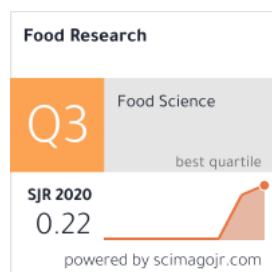 Food Research
Q3
Food Science
best quartile
SJR 2020
0.22
powered by scimagojr.com